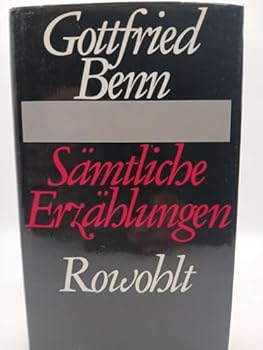 Gottfried
Benn
Sämtliche
Erzählungen
Rowohlt